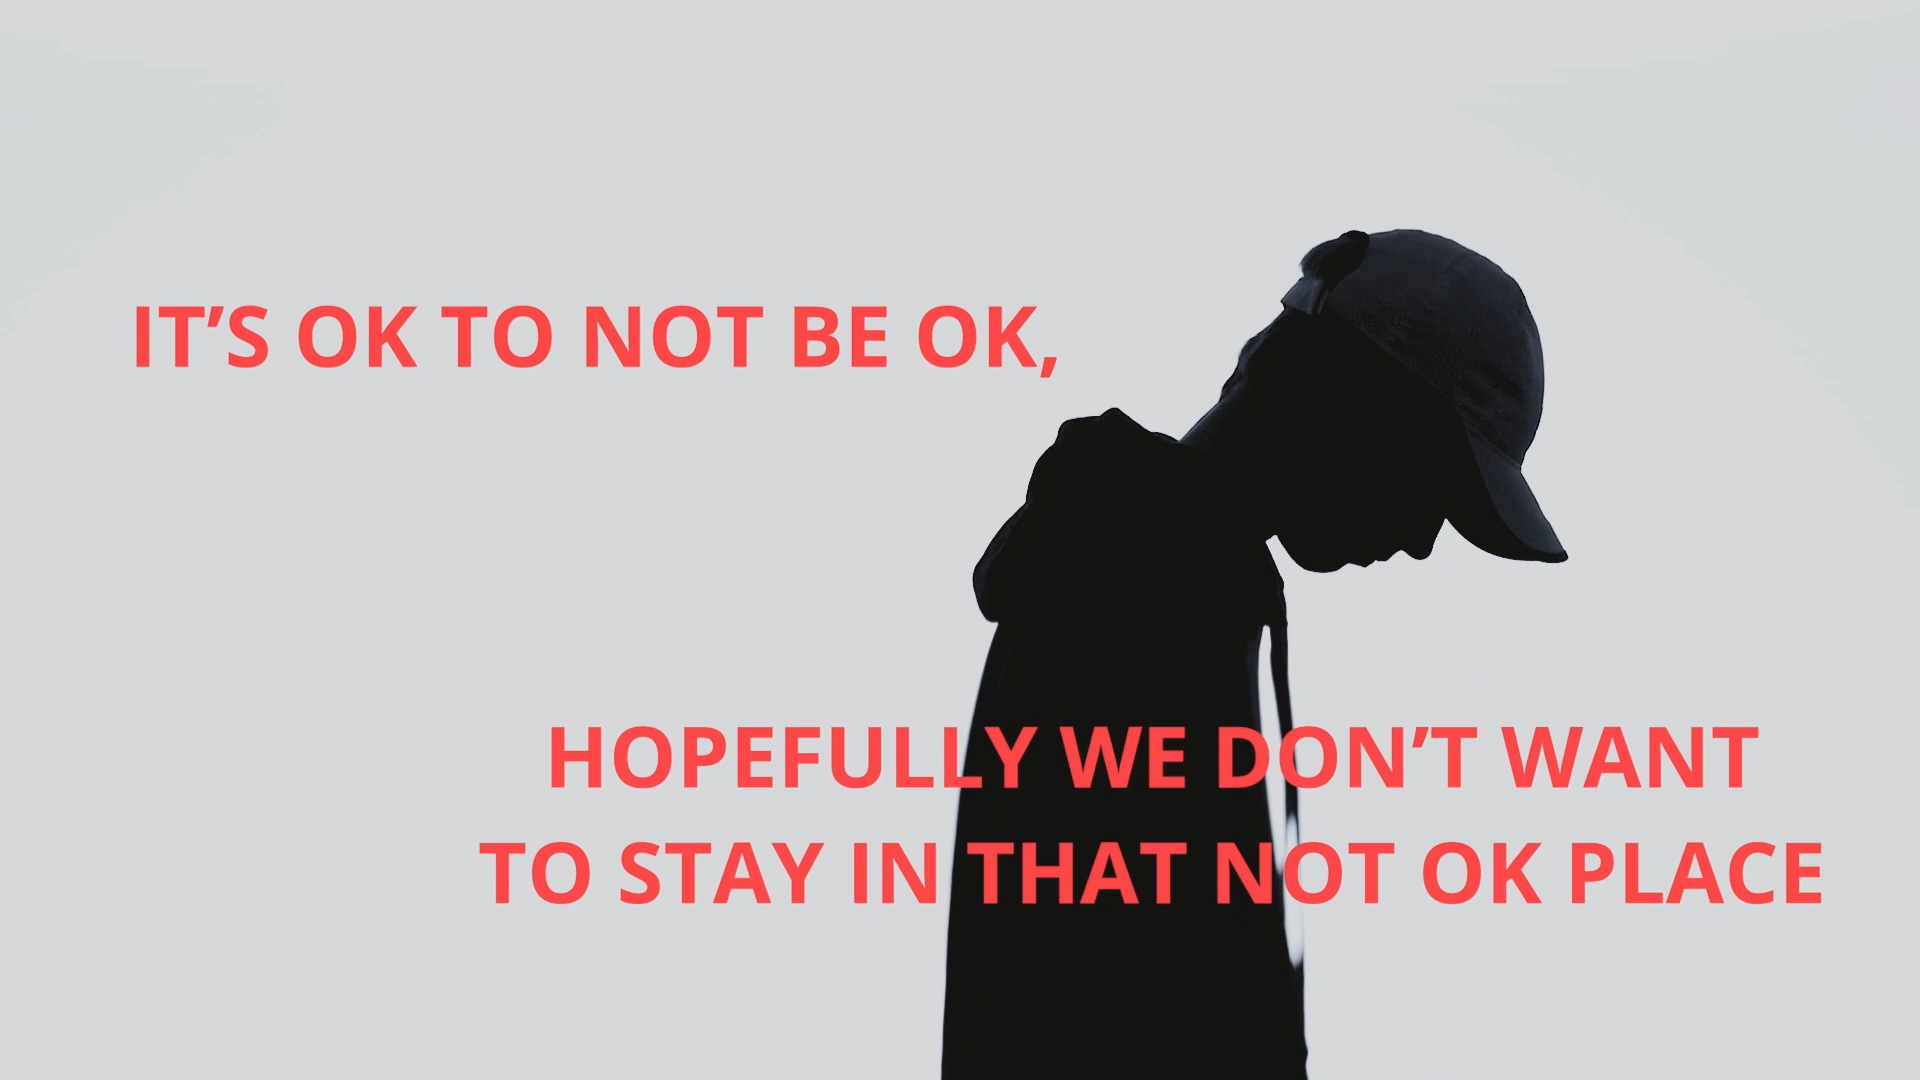 IT’S OK TO NOT BE OK,
HOPEFULLY WE DON’T WANT
TO STAY IN THAT NOT OK PLACE